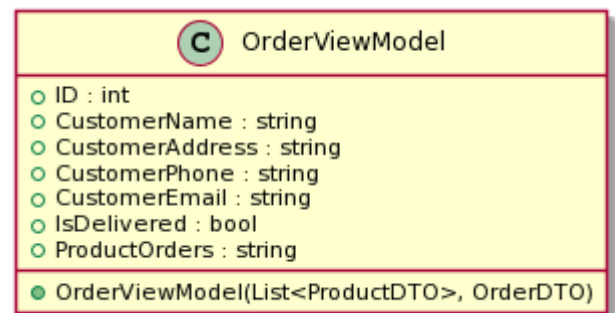 C OrderViewModel
ID : int
CustomerName : string
CustomerAddress : string
CustomerPhone : string
CustomerEmail : string
IsDelivered : bool
ProductOrders : string
OrderViewModel(List<ProductDTO>, OrderDTO)